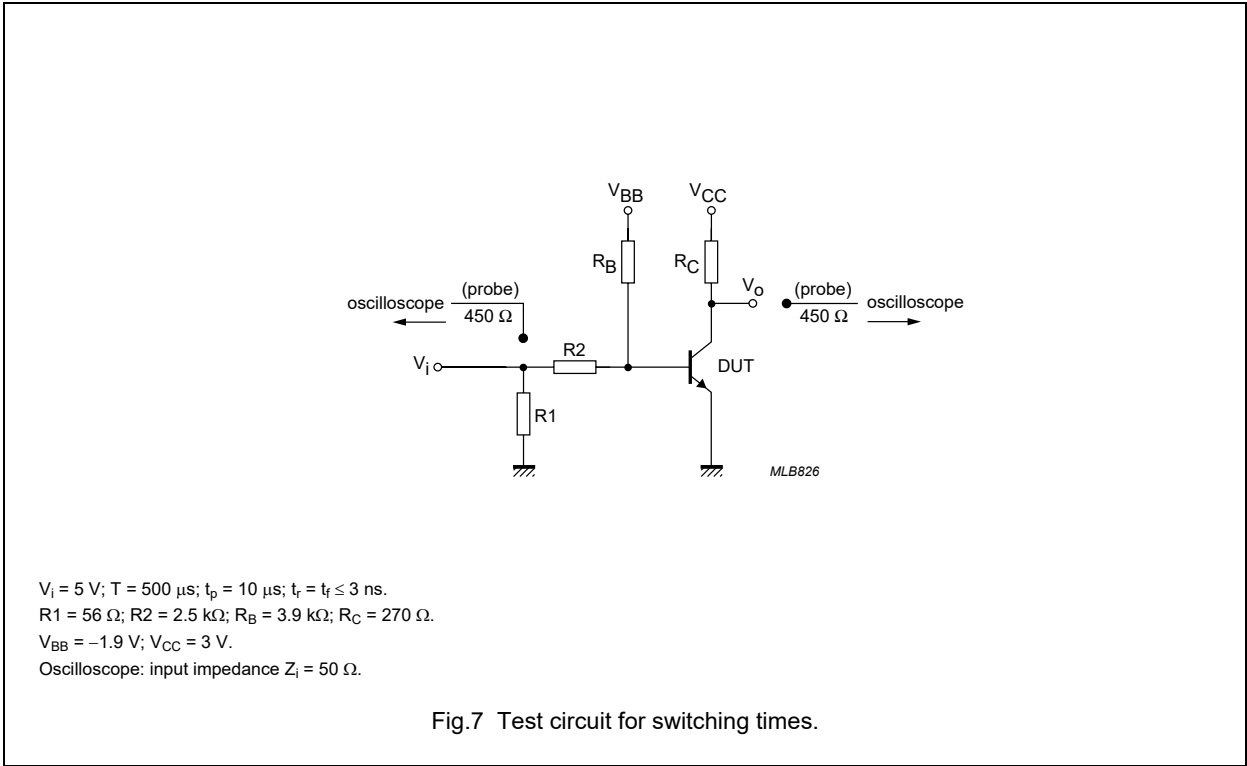 V_BB
V_CC
R_B
R_C
V_o
(probe)
450 Ω
oscilloscope
(probe)
450 Ω
oscilloscope
V_i
R2
DUT
R1
MLB826
V_i = 5 V; T = 500 μs; t_p = 10 μs; t_r = t_f ≤ 3 ns.
R1 = 56 Ω; R2 = 2.5 kΩ; R_B = 3.9 kΩ; R_C = 270 Ω.
V_BB = −1.9 V; V_CC = 3 V.
Oscilloscope: input impedance Z_i = 50 Ω.
Fig.7 Test circuit for switching times.